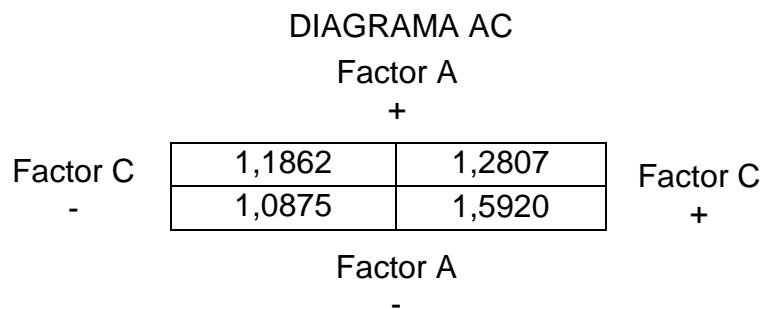 DIAGRAMA AC
Factor A
+
Factor C
-
1,1862 1,2807
1,0875 1,5920
Factor C
+
Factor A
-